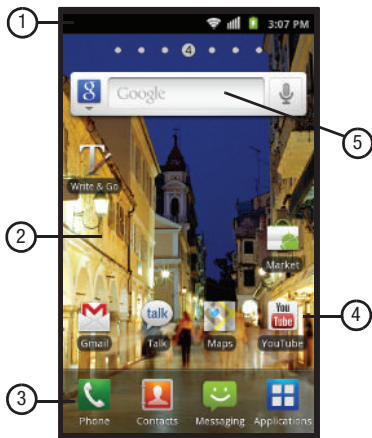 1
3:07 PM
4
8 Google
5
T
Write & Go
2
Market
talk
You
Tube
4
Gmail Talk Maps YouTube
3
Phone Contacts Messaging Applications